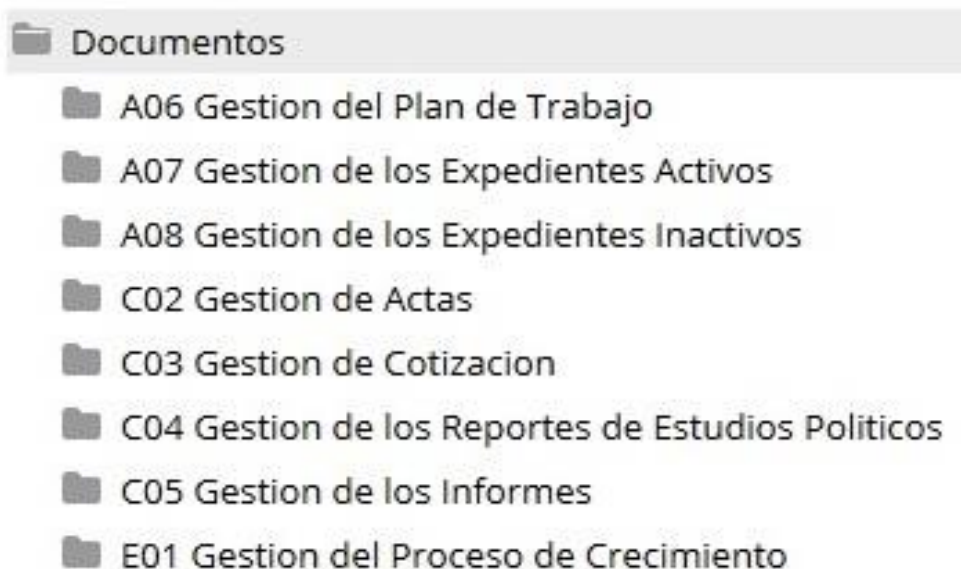 Documentos
A06 Gestion del Plan de Trabajo
A07 Gestion de los Expedientes Activos
A08 Gestion de los Expedientes Inactivos
C02 Gestion de Actas
C03 Gestion de Cotizacion
C04 Gestion de los Reportes de Estudios Politicos
C05 Gestion de los Informes
E01 Gestion del Proceso de Crecimiento